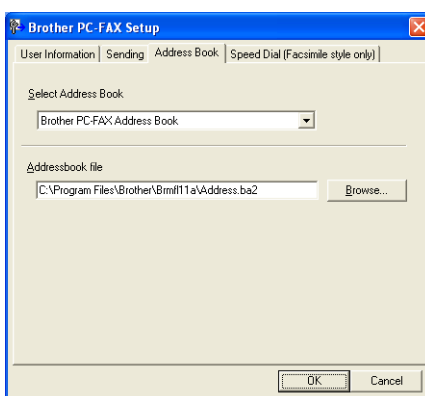 Brother PC-FAX Setup
User Information Sending Address Book Speed Dial (Facsimile style only)
Select Address Book
Brother PC-FAX Address Book
Addressbook file
C:\Program Files\Brother\Brmfl11a\Address.ba2 Browse...
OK Cancel